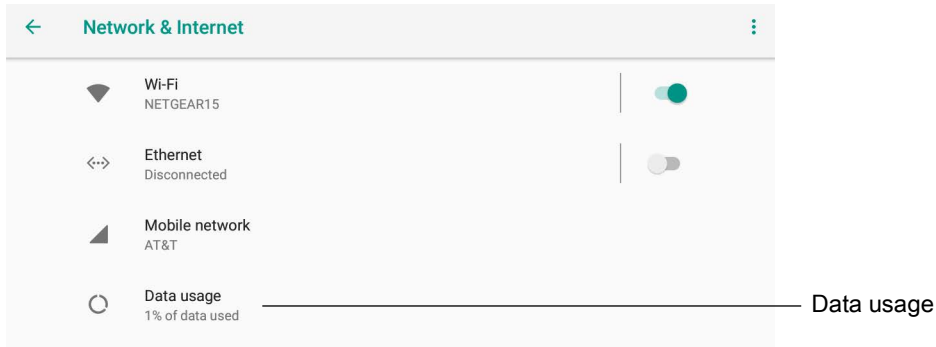 Network & Internet
Wi-Fi
NETGEAR15
Ethernet
Disconnected
Mobile network
AT&T
Data usage
1% of data used
Data usage